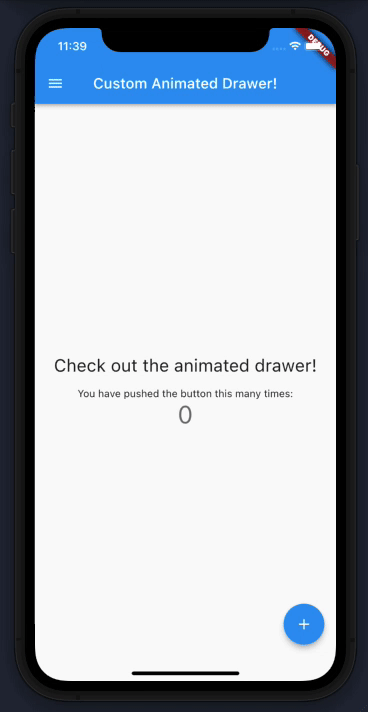 11:39
DEBUG
Custom Animated Drawer!
Check out the animated drawer!
You have pushed the button this many times:
0